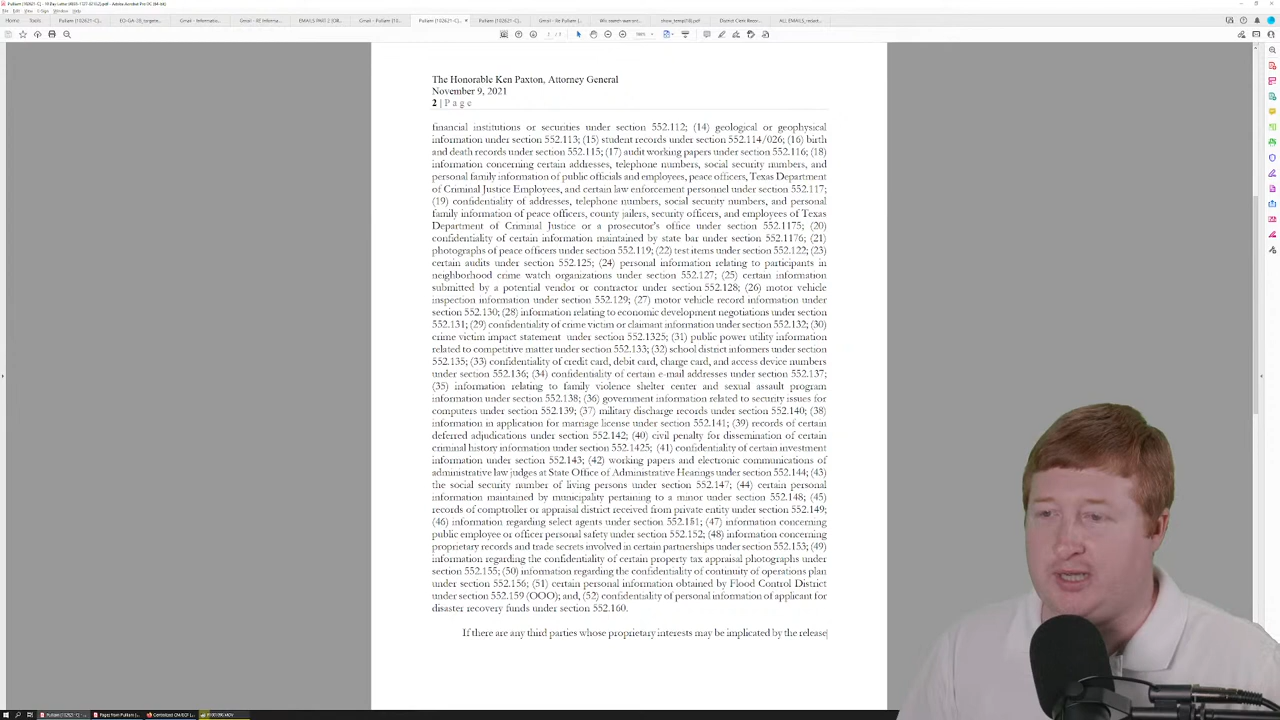 Home Tools
The Honorable Ken Paxton, Attorney General
November 9, 2021
2 | P a g e
financial institutions or securities under section 552.112; (14) geological or geophysical
information under section 552.113; (15) student records under section 552.114/026; (16) birth
and death records under section 552.115; (17) audit working papers under section 552.116; (18)
information concerning certain addresses, telephone numbers, social security numbers, and
personal family information of public officials and employees, peace officers, Texas Department
of Criminal Justice Employees, and certain law enforcement personnel under section 552.117;
(19) confidentiality of addresses, telephone numbers, social security numbers, and personal
family information of peace officers, county jailers, security officers, and employees of Texas
Department of Criminal Justice or a prosecutor's office under section 552.1175; (20)
confidentiality of certain information maintained by state bar under section 552.1176; (21)
photographs of peace officers under section 552.119; (22) test items under section 552.122; (23)
certain audits under section 552.125; (24) personal information relating to participants in
neighborhood crime watch organizations under section 552.127; (25) certain information
submitted by a potential vendor or contractor under section 552.128; (26) motor vehicle
inspection information under section 552.129; (27) motor vehicle record information under
section 552.130; (28) information relating to economic development negotiations under section
552.131; (29) confidentiality of crime victim or claimant information under section 552.132; (30)
crime victim impact statement under section 552.1325; (31) public power utility information
related to competitive matter under section 552.133; (32) school district informers under section
552.135; (33) confidentiality of credit card, debit card, charge card, and access device numbers
under section 552.136; (34) confidentiality of certain e-mail addresses under section 552.137;
(35) information relating to family violence shelter center and sexual assault program
information under section 552.138; (36) government information related to security issues for
computers under section 552.139; (37) military discharge records under section 552.140; (38)
information in application for marriage license under section 552.141; (39) records of certain
deferred adjudications under section 552.142; (40) civil penalty for dissemination of certain
criminal history information under section 552.1425; (41) confidentiality of certain investment
information under section 552.143; (42) working papers and electronic communications of
administrative law judges at State Office of Administrative Hearings under section 552.144; (43)
the social security number of living persons under section 552.147; (44) certain personal
information maintained by municipality pertaining to a minor under section 552.148; (45)
records of comptroller or appraisal district received from private entity under section 552.149;
(46) information regarding select agents under section 552.151; (47) information concerning
public employee or officer personal safety under section 552.152; (48) information concerning
proprietary records and trade secrets involved in certain partnerships under section 552.153; (49)
information regarding the confidentiality of certain property tax appraisal photographs under
section 552.155; (50) information regarding the confidentiality of continuity of operations plan
under section 552.156; (51) certain personal information obtained by Flood Control District
under section 552.159 (OOO); and, (52) confidentiality of personal information of applicant for
disaster recovery funds under section 552.160.
If there are any third parties whose proprietary interests may be implicated by the release